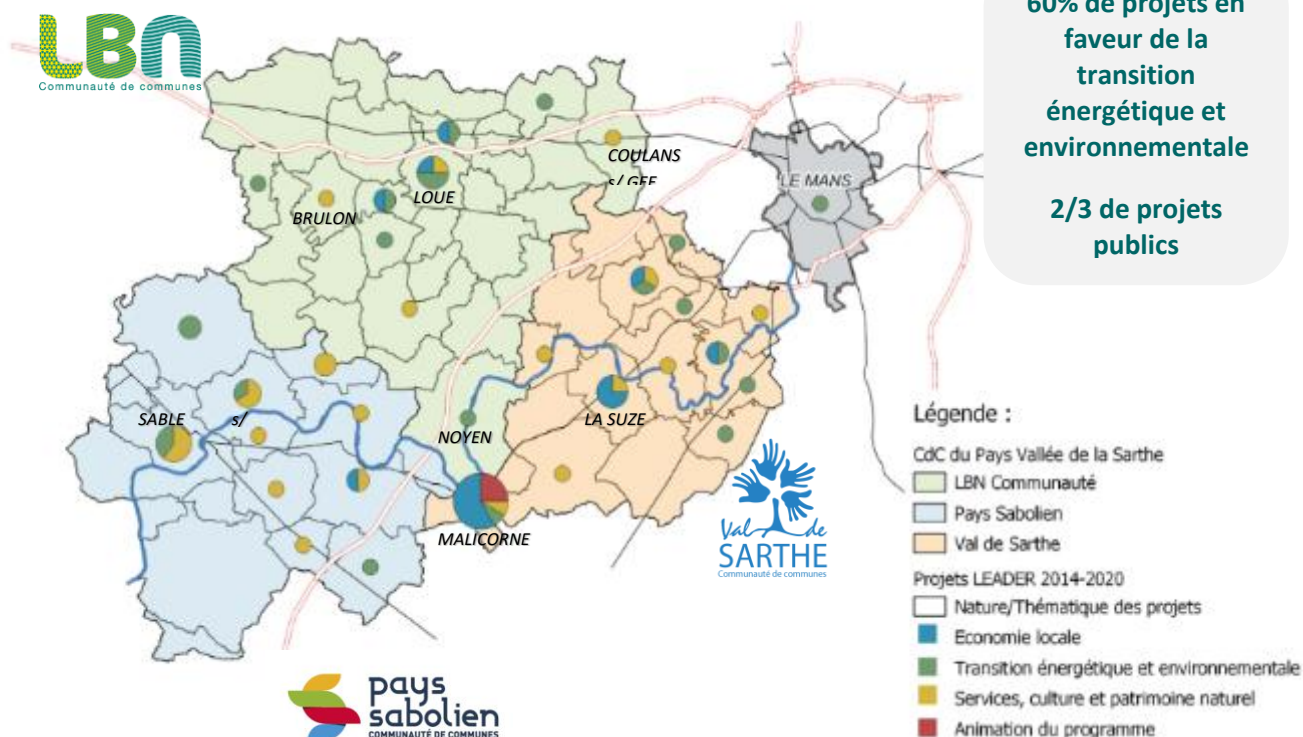 LBN
Communauté de communes
60% de projets en
faveur de la
transition
énergétique et
environnementale
2/3 de projets
publics
COULANS
s/ GEE
LE MANS
LOUE
BRULON
SABLE s/
NOYEN
LA SUZE
MALICORNE
Val de
SARTHE
Communauté de communes
pays
sabolien
COMMUNAUTÉ DE COMMUNES
Légende :
CdC du Pays Vallée de la Sarthe
LBN Communauté
Pays Sabolien
Val de Sarthe
Projets LEADER 2014-2020
Nature/Thématique des projets
Economie locale
Transition énergétique et environnementale
Services, culture et patrimoine naturel
Animation du programme